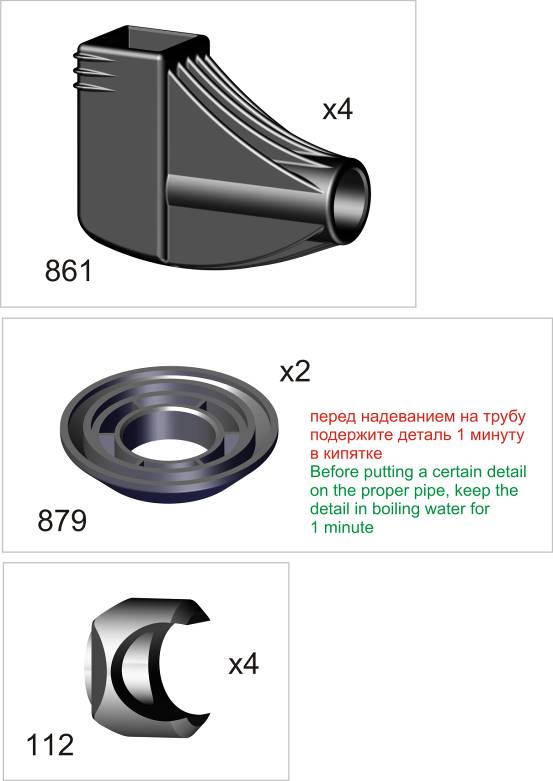 x4
861
x2
перед надеванием на трубу
подержите деталь 1 минуту
в кипятке
Before putting a certain detail
on the proper pipe, keep the
detail in boiling water for
1 minute
879
x4
112